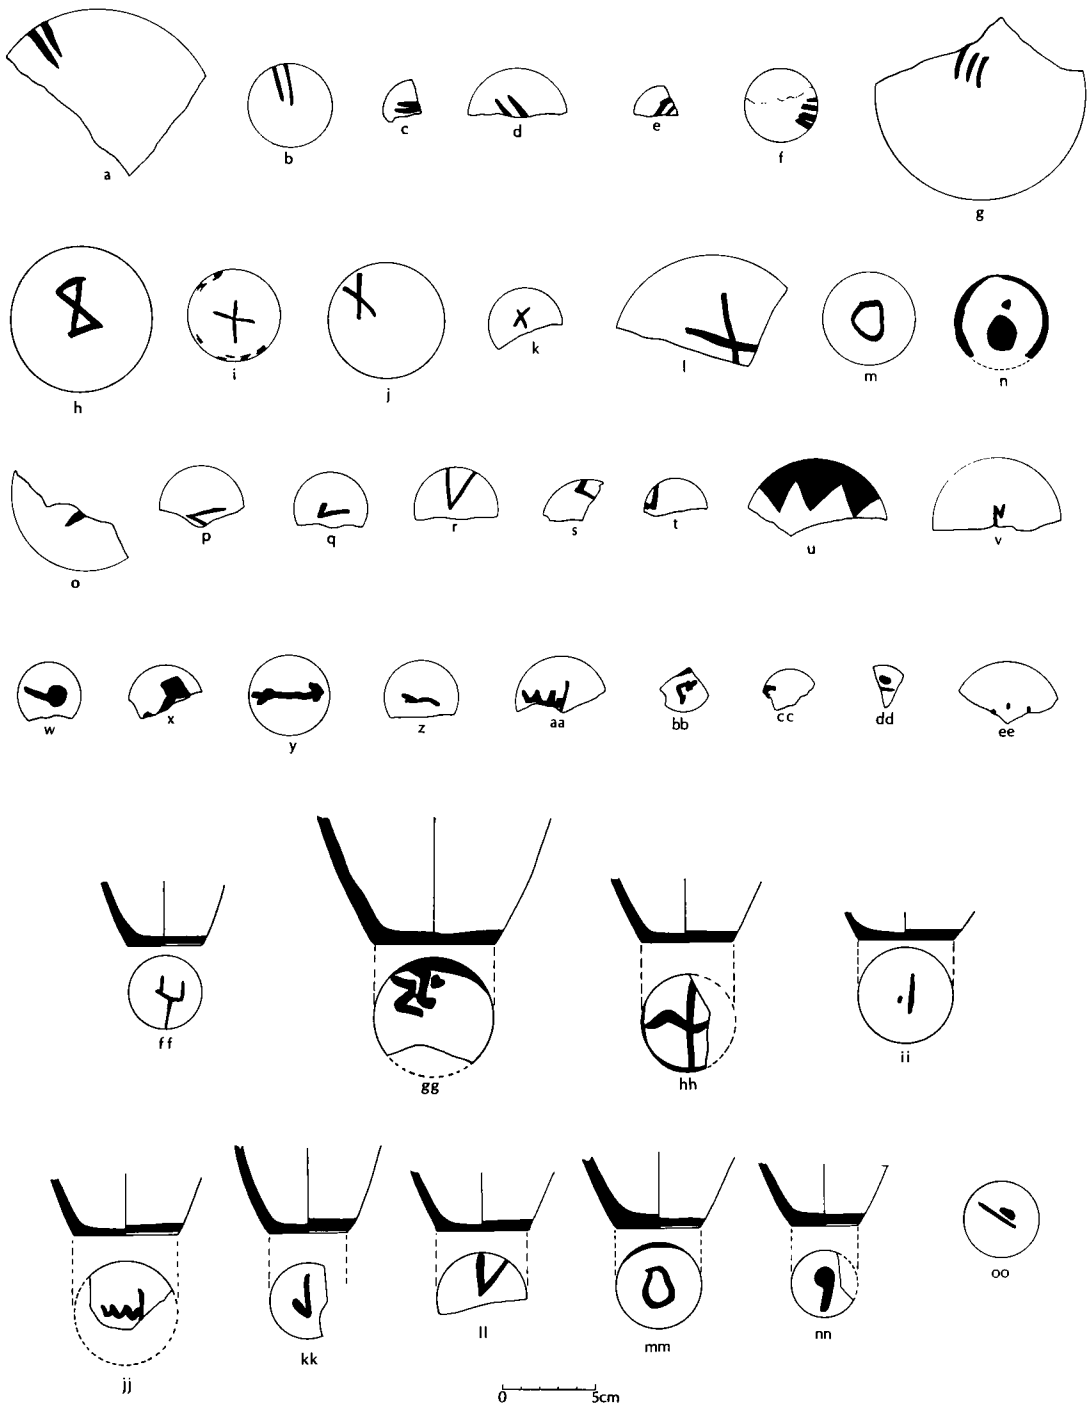 a b c d e f g
h i j k l m n
o p q r s t u v
w x y z aa bb cc dd ee
ff gg hh ii
jj kk ll mm nn oo
0 5cm